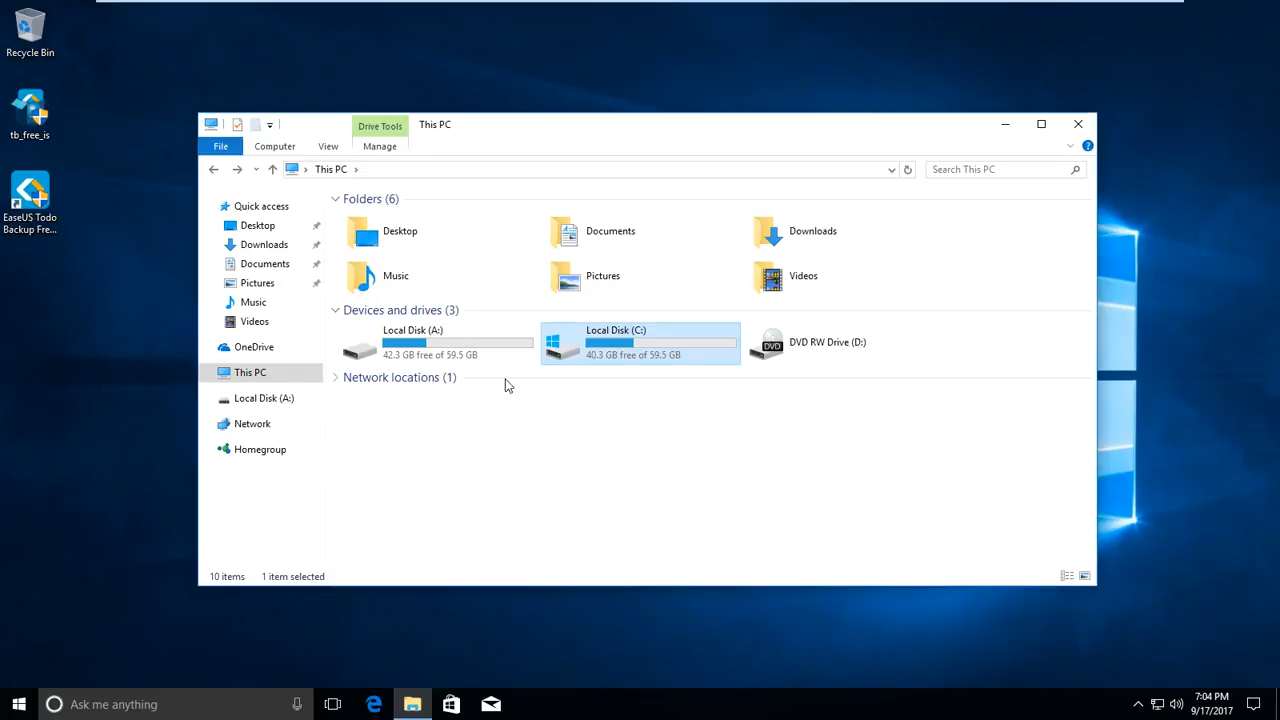 Recycle Bin
tb_free_is
EaseUS Todo
Backup Fre...
Drive Tools
This PC
File
Computer
View
Manage
This PC
Search This PC
Quick access
Desktop
Downloads
Documents
Pictures
Music
Videos
OneDrive
This PC
Local Disk (A:)
Network
Homegroup
Folders (6)
Desktop
Documents
Downloads
Music
Pictures
Videos
Devices and drives (3)
Local Disk (A:)
42.3 GB free of 59.5 GB
Local Disk (C:)
40.3 GB free of 59.5 GB
DVD
DVD RW Drive (D:)
Network locations (1)
10 items
1 item selected
Ask me anything
7:04 PM
9/17/2017